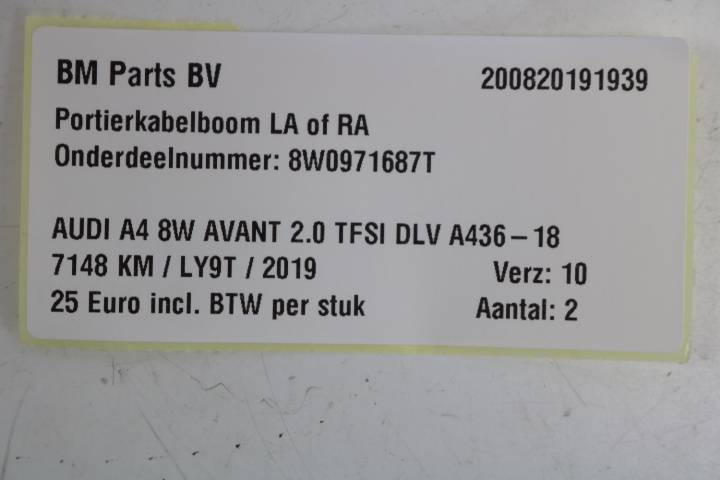 BM Parts BV 200820191939
Portierkabelboom LA of RA
Onderdeelnummer: 8W0971687T
AUDI A4 8W AVANT 2.0 TFSI DLV A436-18
7148 KM / LY9T / 2019 Verz: 10
25 Euro incl. BTW per stuk Aantal: 2